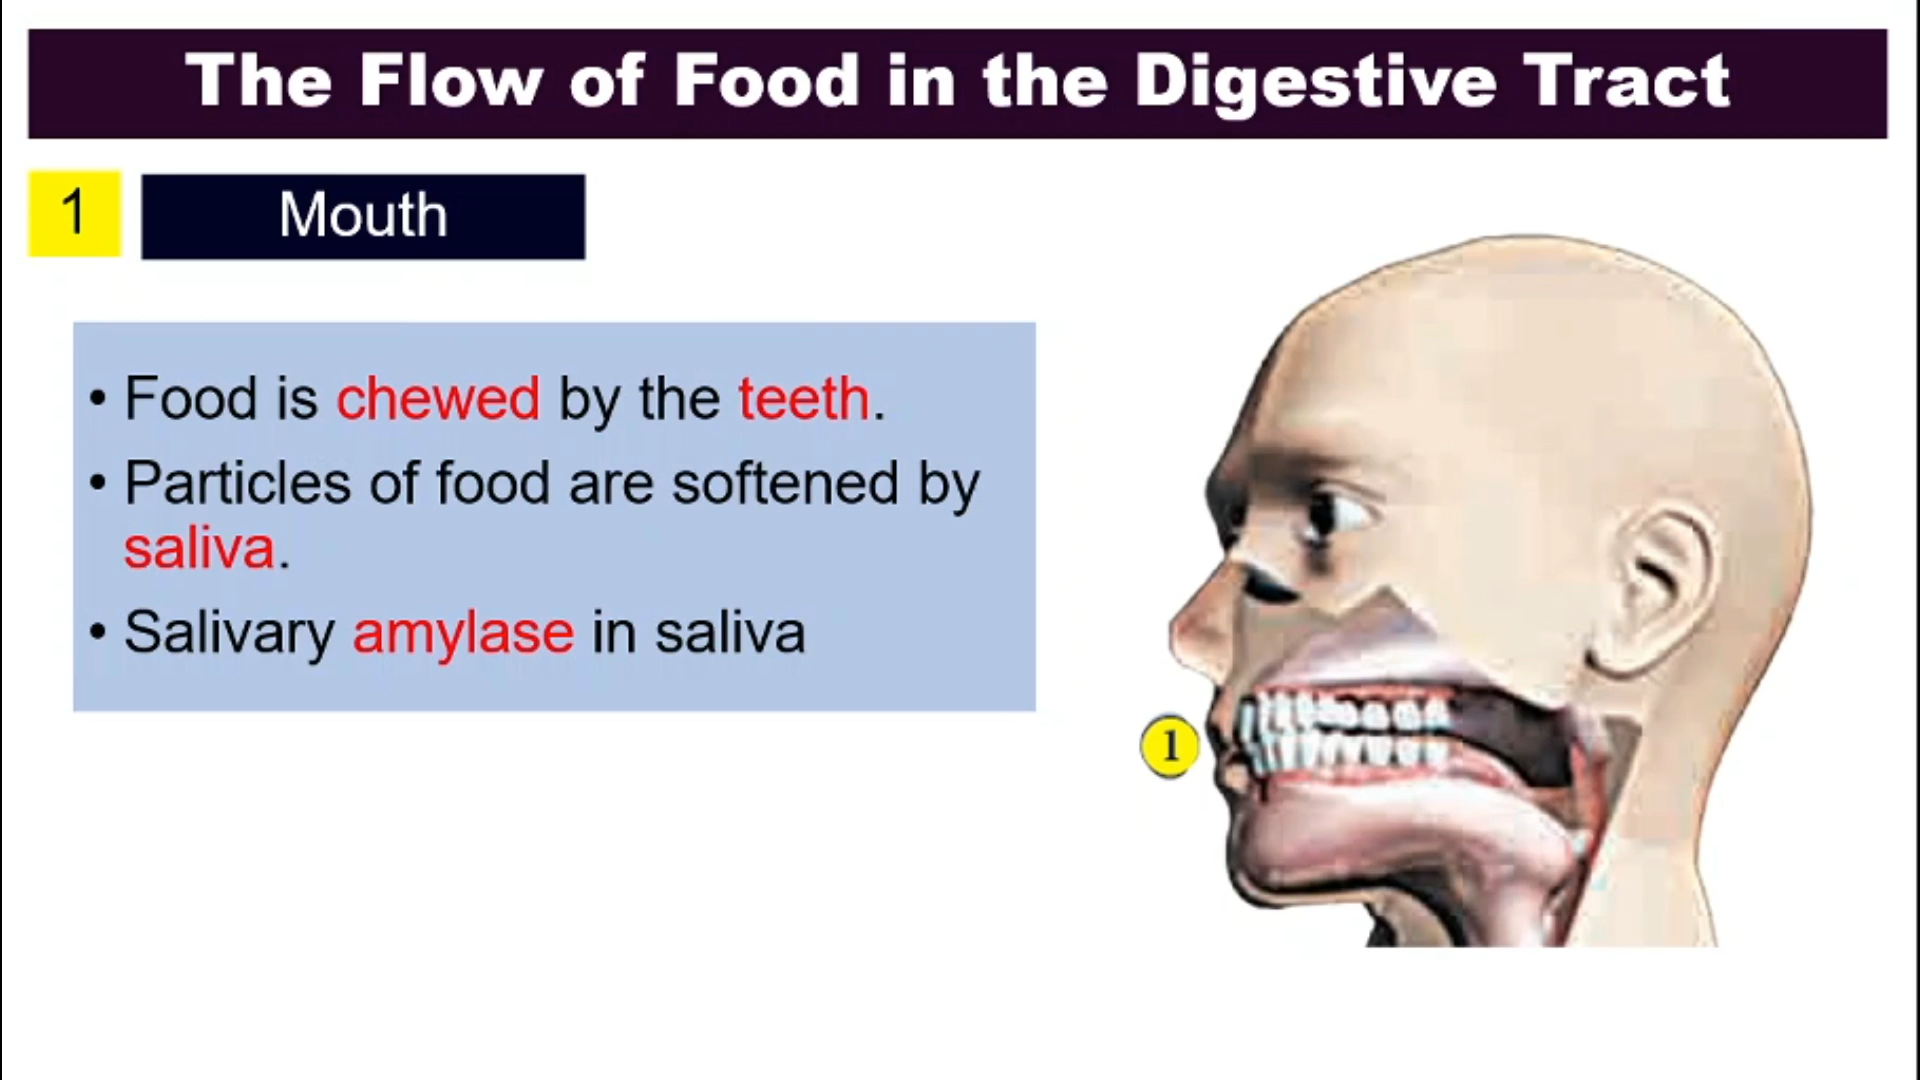 The Flow of Food in the Digestive Tract
1
Mouth
• Food is chewed by the teeth.
• Particles of food are softened by
saliva.
• Salivary amylase in saliva
1